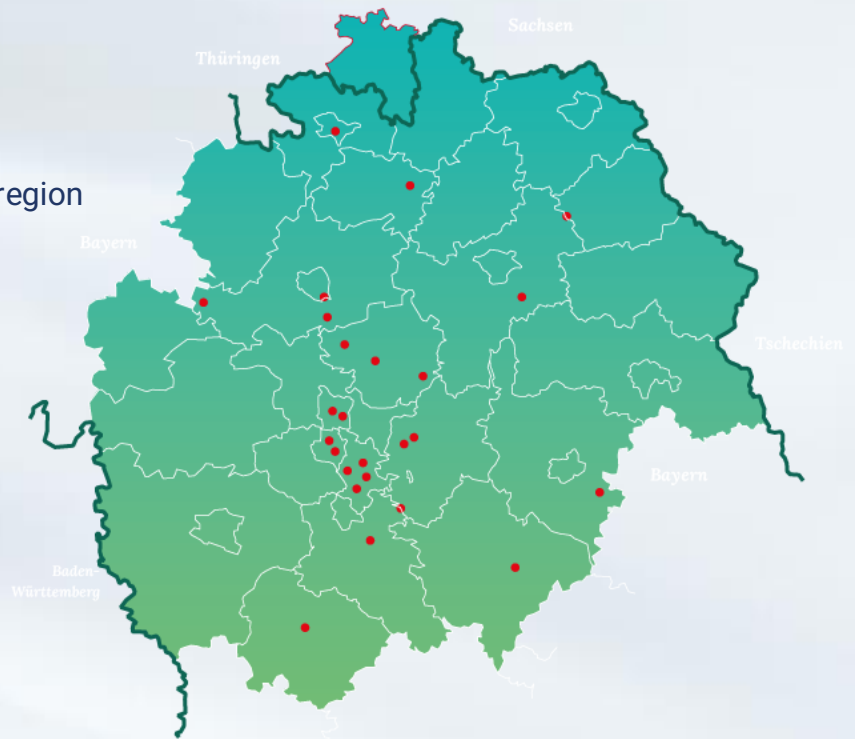 Sachsen
Thüringen
region
Bayern
Tschechien
Bayern
Baden-
Württemberg